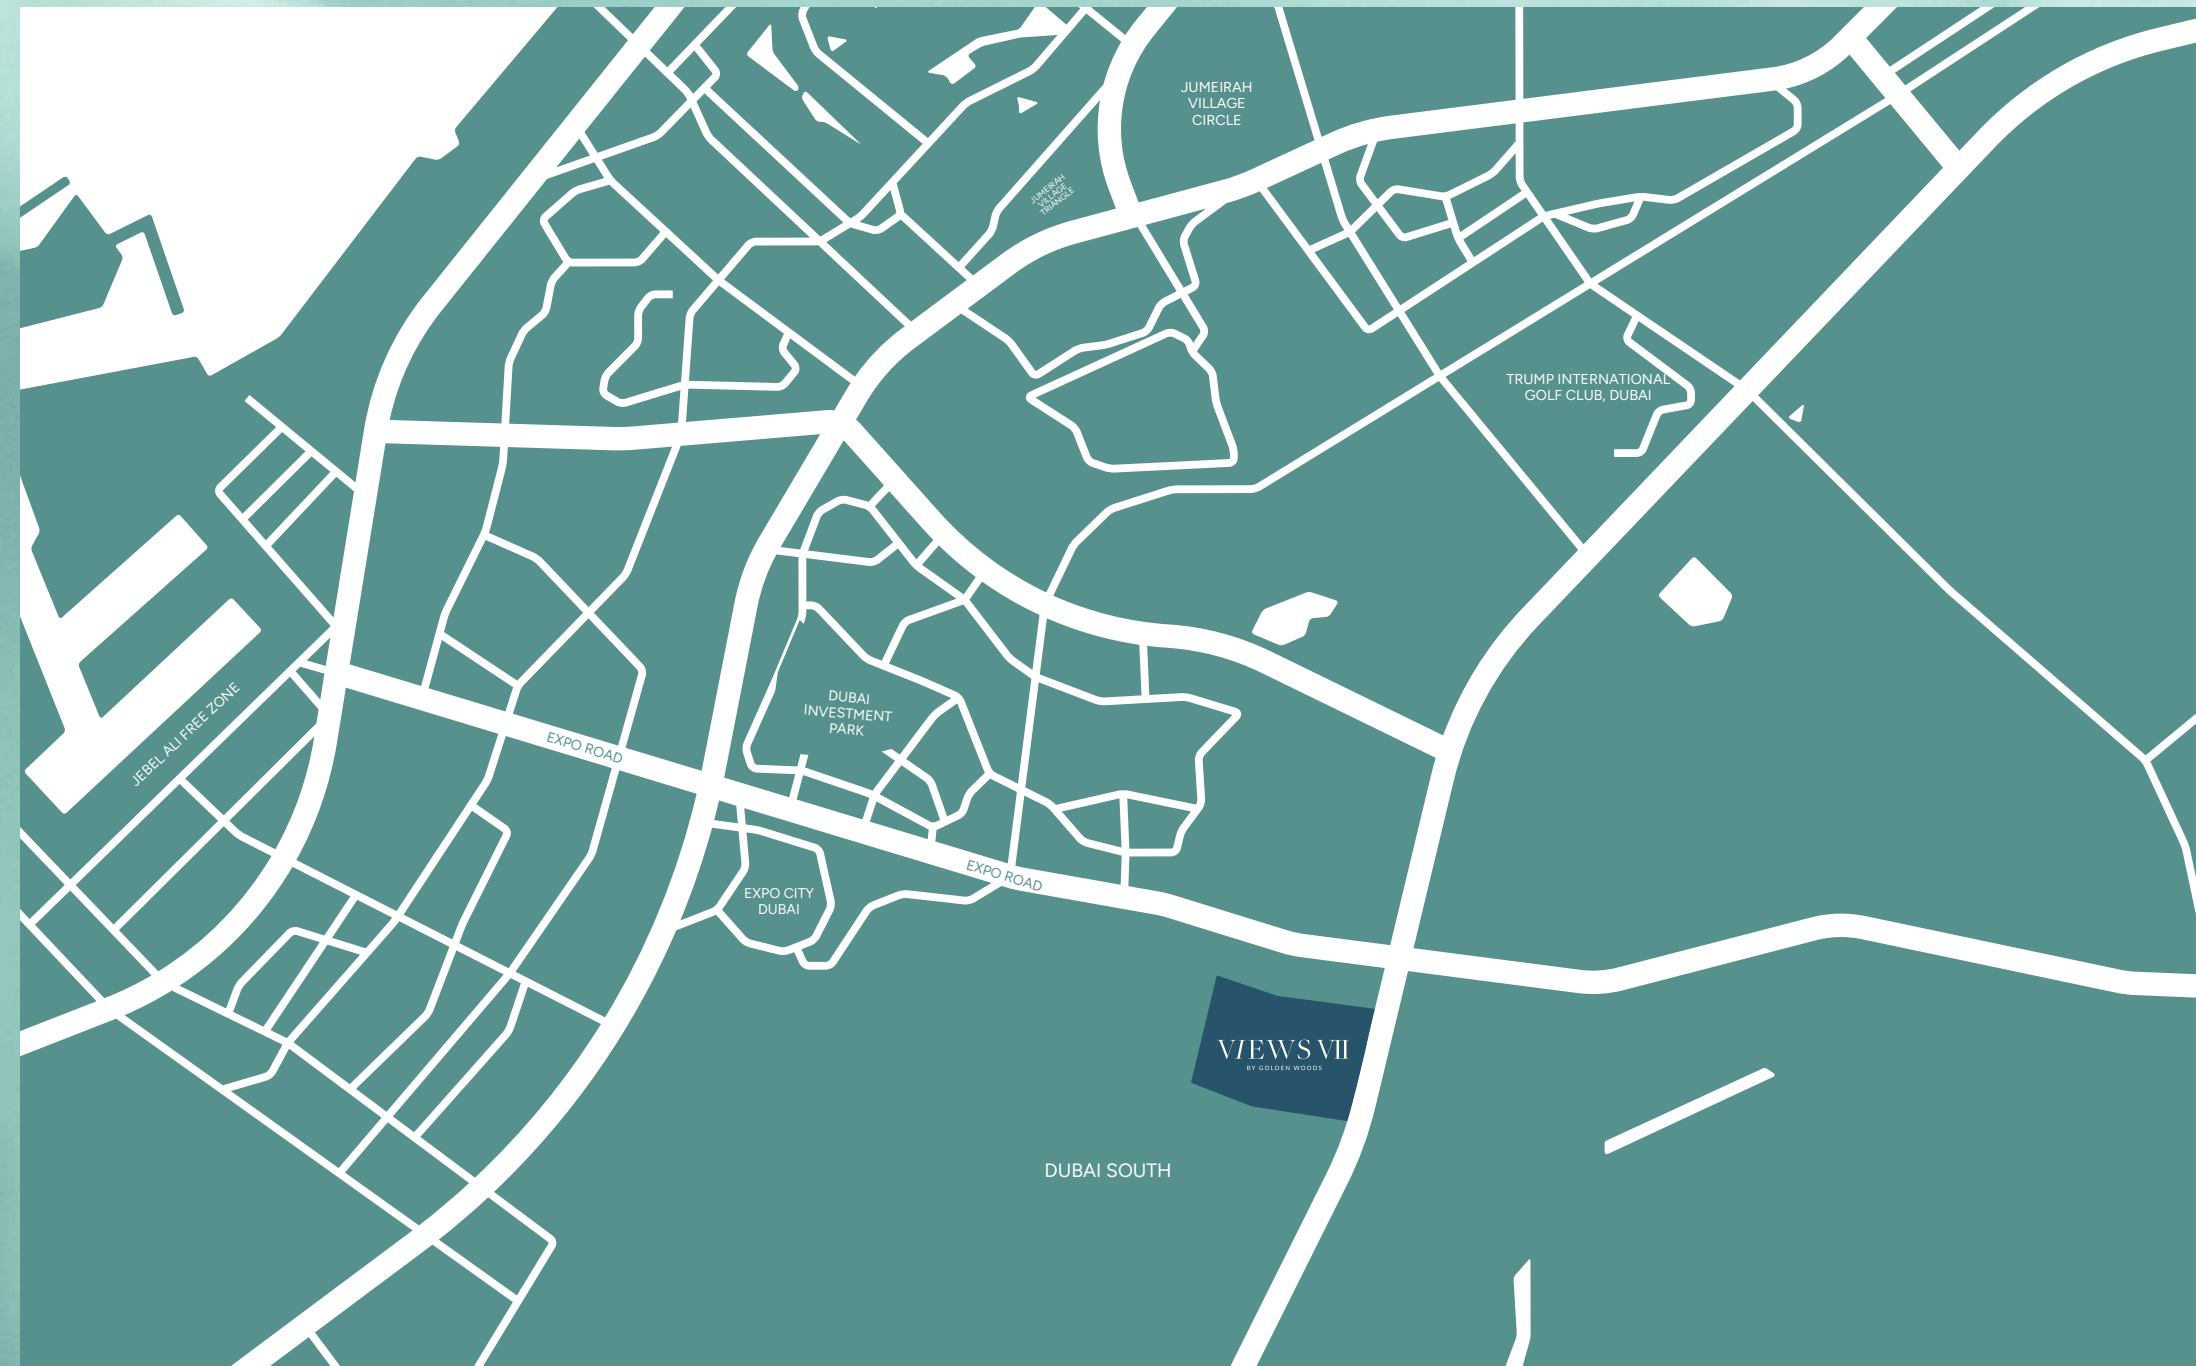 JUMEIRAH
VILLAGE
CIRCLE
JUMEIRAH
VILLAGE
TRIANGLE
TRUMP INTERNATIONAL
GOLF CLUB, DUBAI
JEBEL ALI FREE ZONE
DUBAI
INVESTMENT
PARK
EXPO ROAD
EXPO ROAD
EXPO CITY
DUBAI
VIEWS VII
BY GOLDEN WOODS
DUBAI SOUTH